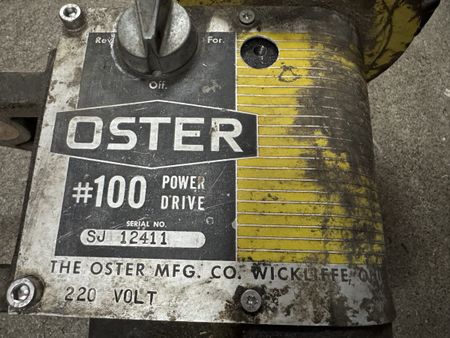 Rev. For.
Off.
OSTER
#100 POWER
DRIVE
SERIAL NO.
SJ 12411
THE OSTER MFG. CO. WICKLIFFE,
220 VOLT